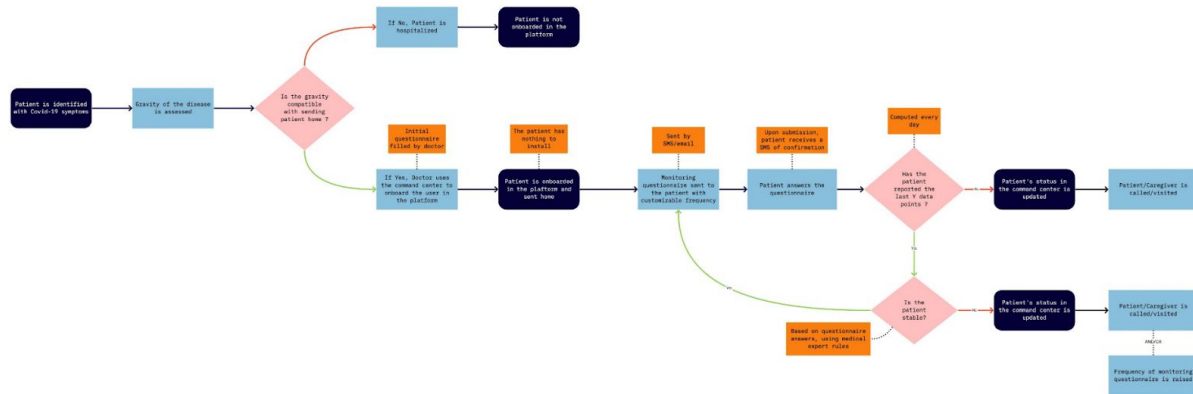 If No, Patient is
hospitalized
Patient is not
onboarded in the
platform
Patient is identified
with Covid-19 symptoms
Gravity of the disease
is assessed
Is the gravity
compatible
with sending
patient home ?
Initial
questionnaire
filled by doctor
The patient has
nothing to
install
Sent by
SMS/email
Upon submission,
patient receives a
SMS of confirmation
Computed every
day
If Yes, Doctor uses
the command center to
onboard the user in
the platform
Patient is onboarded
in the platform and
sent home
Monitoring
questionnaire sent to
the patient with
customizable frequency
Patient answers the
questionnaire
Has the
patient
reported the
last Y data
points ?
No
Patient's status in
the command center is
updated
Patient/Caregiver is
called/visited
Yes
Yes
Is the
patient
stable?
No
Patient's status in
the command center is
updated
Patient/Caregiver is
called/visited
Based on questionnaire
answers, using medical
expert rules
AND/OR
Frequency of monitoring
questionnaire is raised